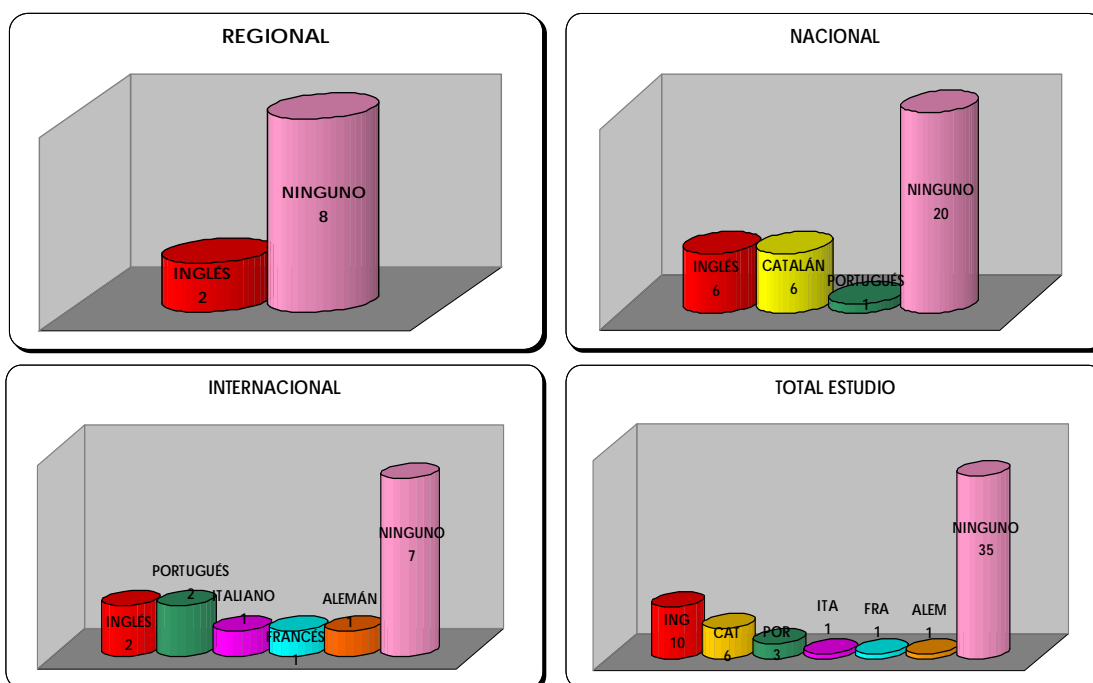 REGIONAL
NINGUNO
8
INGLÉS
2
NACIONAL
NINGUNO
20
INGLÉS
6
CATALÁN
6
PORTUGUÉS
1
INTERNACIONAL
INGLÉS
2
PORTUGUÉS
2
ITALIANO
1
FRANCÉS
1
ALEMÁN
1
NINGUNO
7
TOTAL ESTUDIO
ING
10
CAT
6
POR
3
ITA
1
FRA
1
ALEM
1
NINGUNO
35